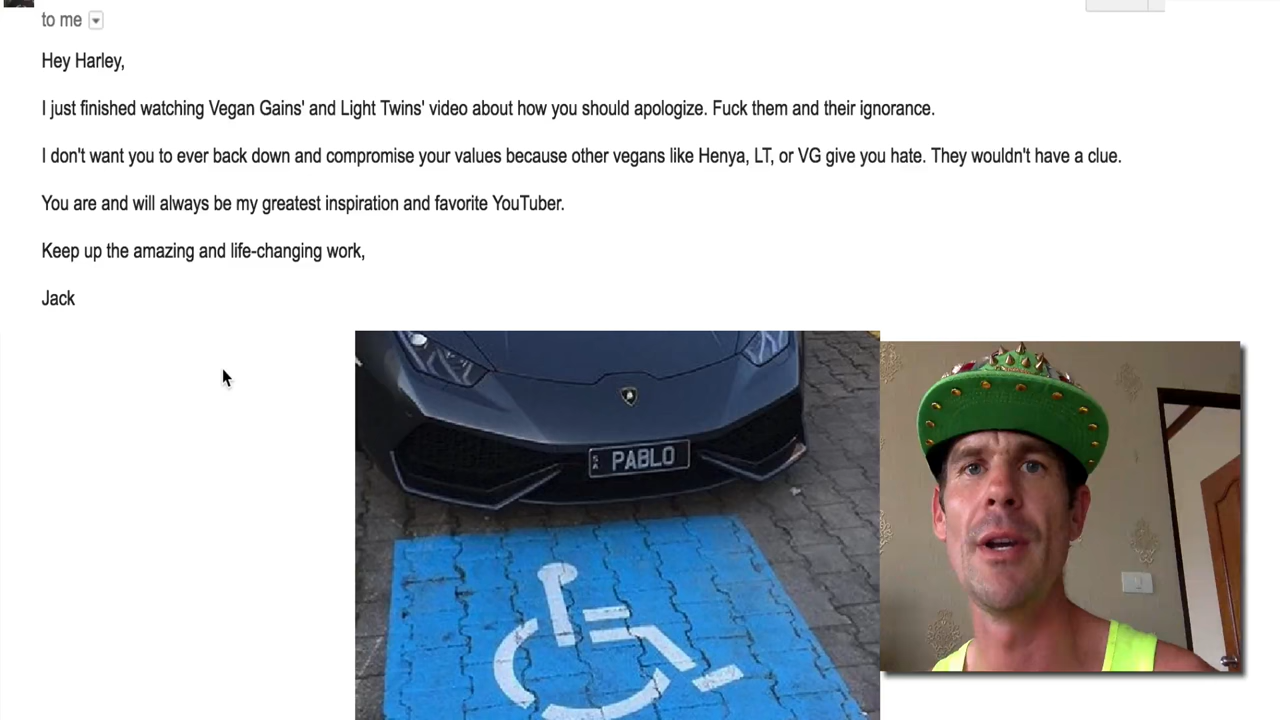 to me
Hey Harley,
I just finished watching Vegan Gains' and Light Twins' video about how you should apologize. Fuck them and their ignorance.
I don't want you to ever back down and compromise your values because other vegans like Henya, LT, or VG give you hate. They wouldn't have a clue.
You are and will always be my greatest inspiration and favorite YouTuber.
Keep up the amazing and life-changing work,
Jack
SA PABLO